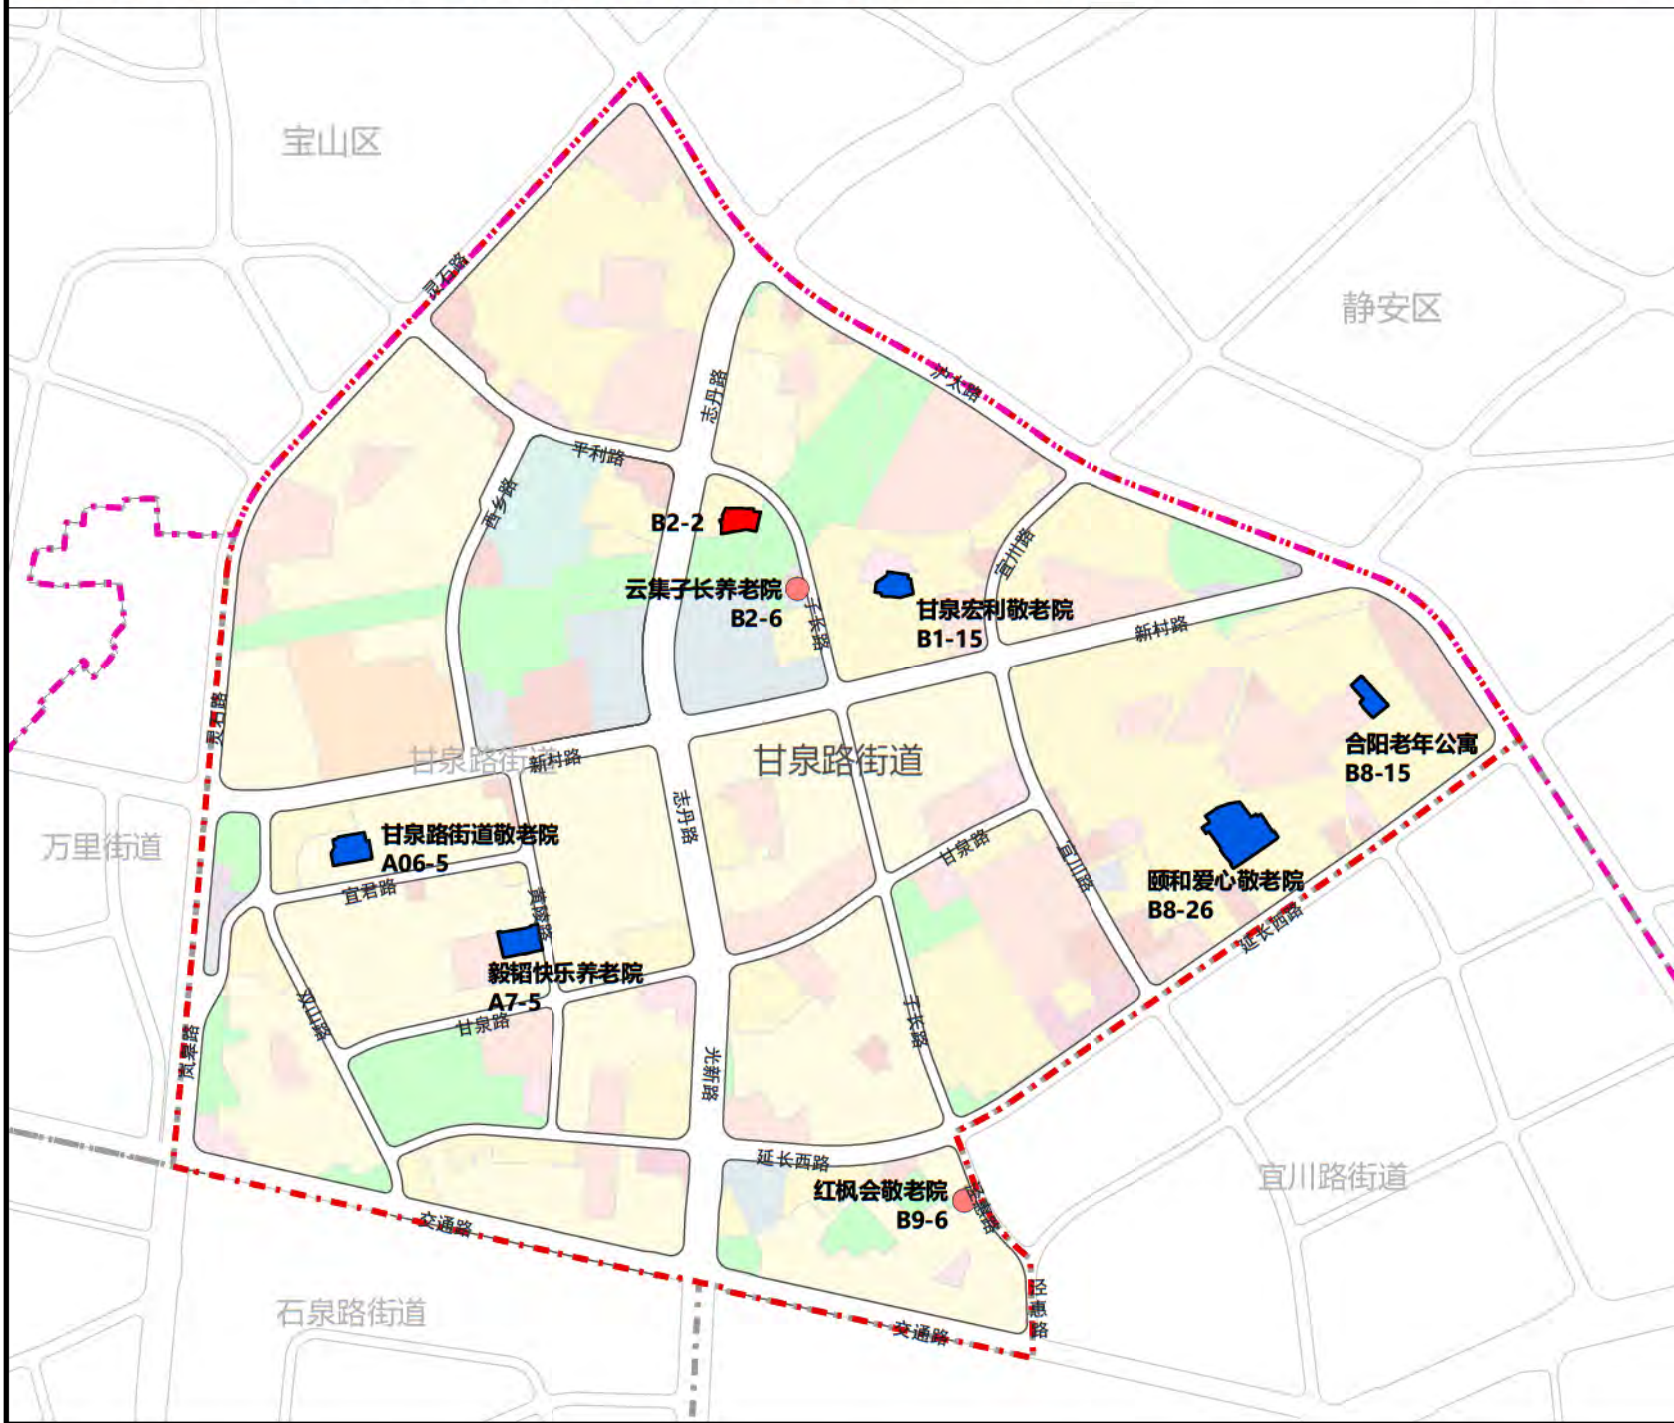 宝山区
灵石路
静安区
沪太路
志丹路
平利路
西乡路
B2-2
宜川路
云集子长养老院
B2-6
子长路
甘泉宏利敬老院
B1-15
新村路
灵石路
合阳老年公寓
B8-15
甘泉路街道
新村路
甘泉路街道
志丹路
万里街道
甘泉路街道敬老院
A06-5
甘泉路
宜川路
宜君路
黄陵路
颐和爱心敬老院
B8-26
延长西路
毅韬快乐养老院
A7-5
双山路
甘泉路
子长路
岚皋路
光新路
延长西路
宜川路街道
红枫会敬老院
B9-6
交通路
石泉路街道
泾惠路
交通路